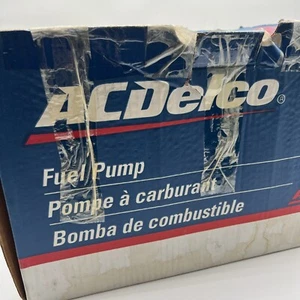 ACDelco®
Fuel Pump
Pompe à carburant
Bomba de combustible